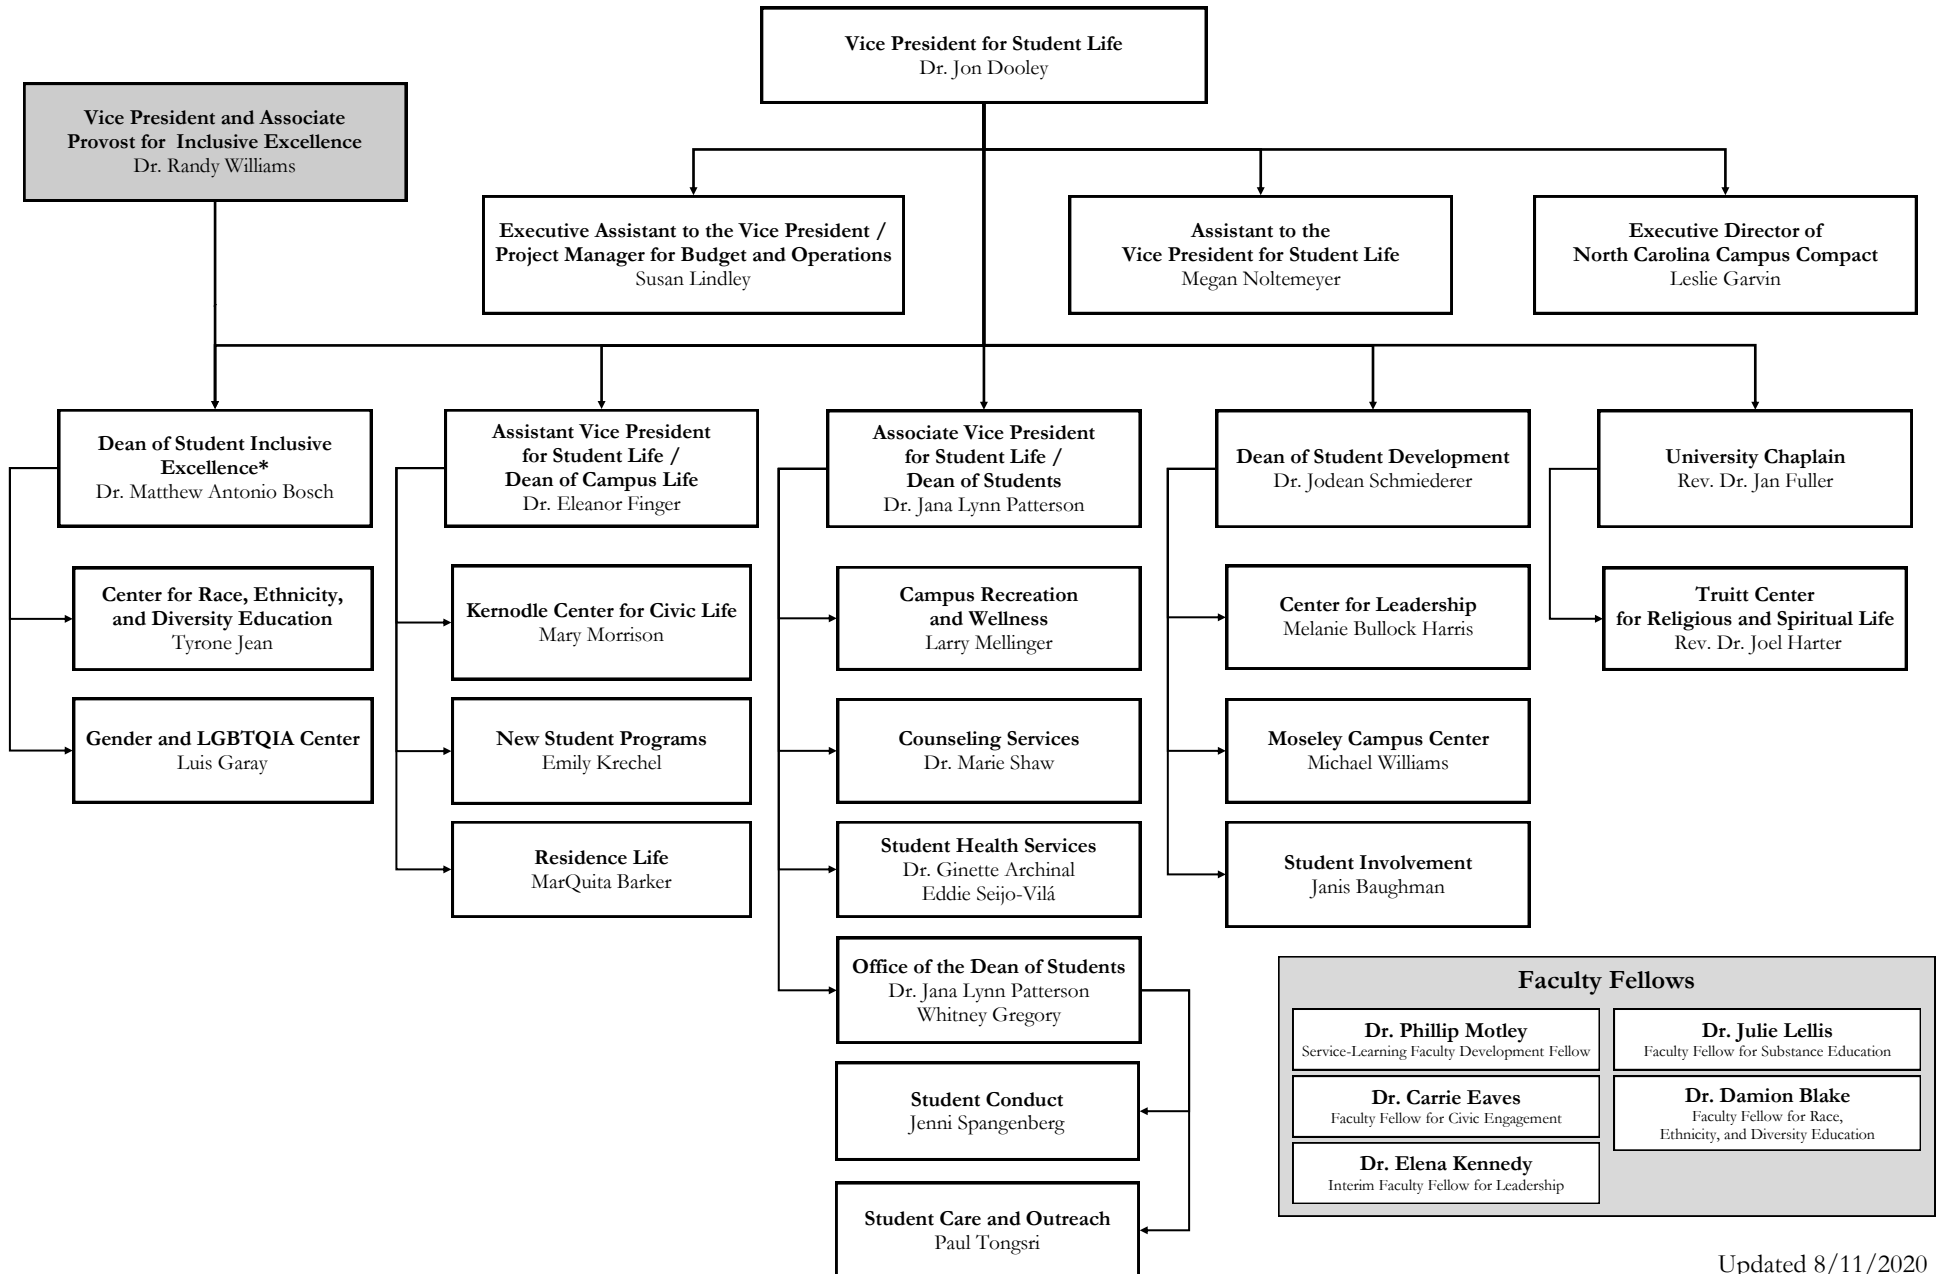 Vice President for Student Life
Dr. Jon Dooley
Vice President and Associate
Provost for Inclusive Excellence
Dr. Randy Williams
Executive Assistant to the Vice President /
Project Manager for Budget and Operations
Susan Lindley
Assistant to the
Vice President for Student Life
Megan Noltemeyer
Executive Director of
North Carolina Campus Compact
Leslie Garvin
Dean of Student Inclusive
Excellence*
Dr. Matthew Antonio Bosch
Assistant Vice President
for Student Life /
Dean of Campus Life
Dr. Eleanor Finger
Associate Vice President
for Student Life /
Dean of Students
Dr. Jana Lynn Patterson
Dean of Student Development
Dr. Jodean Schmiederer
University Chaplain
Rev. Dr. Jan Fuller
Center for Race, Ethnicity,
and Diversity Education
Tyrone Jean
Kernodle Center for Civic Life
Mary Morrison
Campus Recreation
and Wellness
Larry Mellinger
Center for Leadership
Melanie Bullock Harris
Truitt Center
for Religious and Spiritual Life
Rev. Dr. Joel Harter
Gender and LGBTQIA Center
Luis Garay
New Student Programs
Emily Krechel
Counseling Services
Dr. Marie Shaw
Moseley Campus Center
Michael Williams
Residence Life
MarQuita Barker
Student Health Services
Dr. Ginette Archinal
Eddie Seijo-Vilá
Student Involvement
Janis Baughman
Office of the Dean of Students
Dr. Jana Lynn Patterson
Whitney Gregory
Student Conduct
Jenni Spangenberg
Student Care and Outreach
Paul Tongsri
Faculty Fellows
Dr. Phillip Motley
Service-Learning Faculty Development Fellow
Dr. Julie Lellis
Faculty Fellow for Substance Education
Dr. Carrie Eaves
Faculty Fellow for Civic Engagement
Dr. Damion Blake
Faculty Fellow for Race,
Ethnicity, and Diversity Education
Dr. Elena Kennedy
Interim Faculty Fellow for Leadership
Updated 8/11/2020